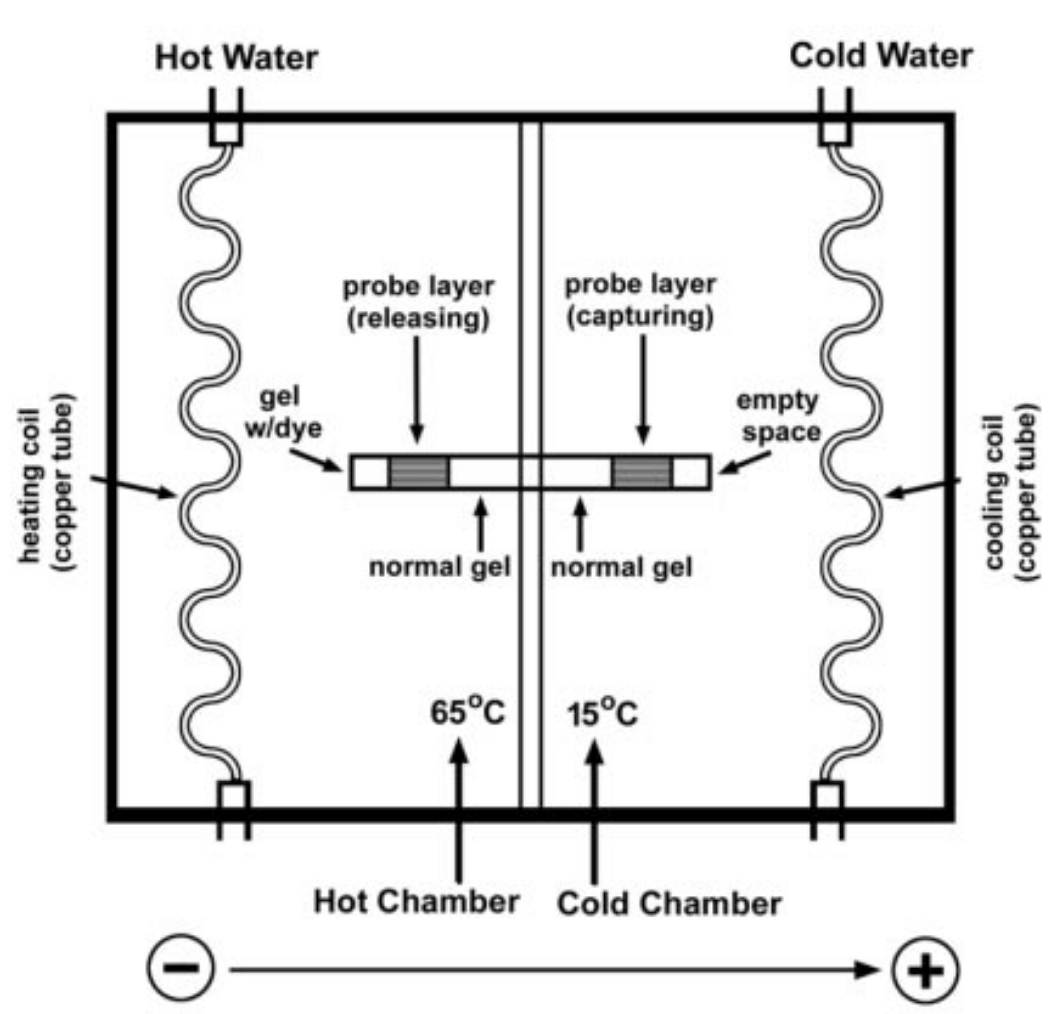 Hot Water
Cold Water
probe layer
(releasing)
probe layer
(capturing)
gel
w/dye
empty
space
heating coil
(copper tube)
cooling coil
(copper tube)
normal gel
normal gel
65°C
15°C
Hot Chamber
Cold Chamber
−
+